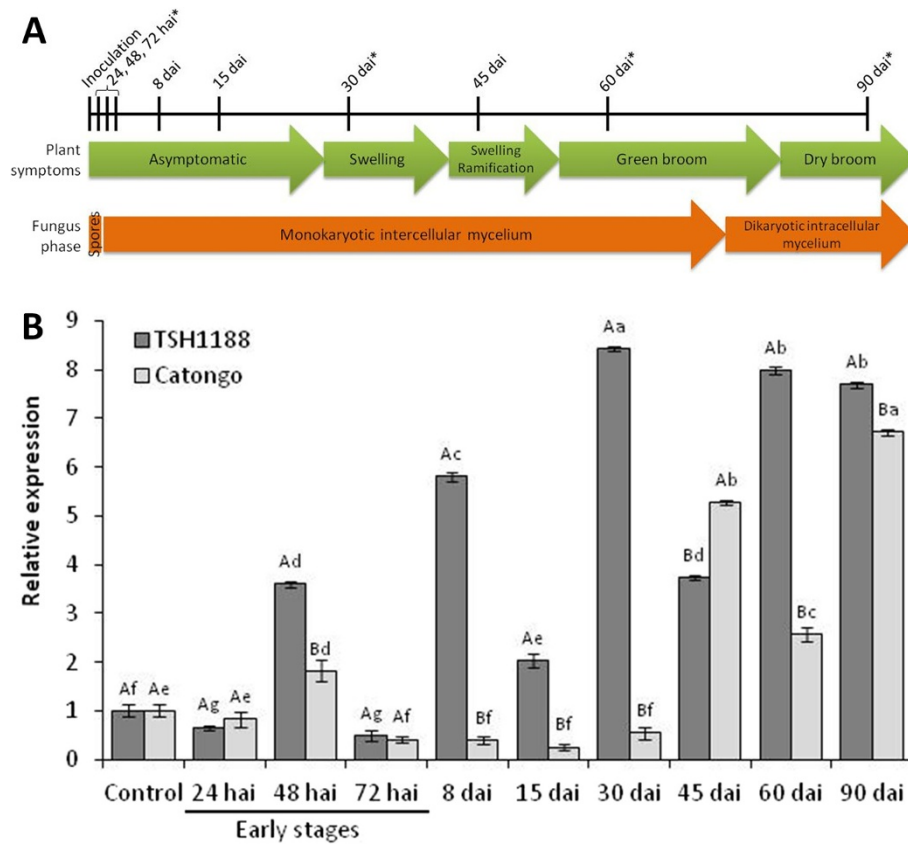 A
Inoculation
24, 48, 72 hai*
8 dai
15 dai
30 dai*
45 dai
60 dai*
90 dai*
Plant
symptoms
Asymptomatic
Swelling
Swelling
Ramification
Green broom
Dry broom
Fungus
phase
Spores
Monokaryotic intercellular mycelium
Dikaryotic intracellular
mycelium
B
Relative expression
9
8
7
6
5
4
3
2
1
0
TSH1188
Catongo
Af Ae
Ag Ae
Ad Bd
Ag Af
Ac Bf
Ae Bf
Aa Bf
Bd Ab
Ab Bc
Ab Ba
Control 24 hai 48 hai 72 hai 8 dai 15 dai 30 dai 45 dai 60 dai 90 dai
Early stages